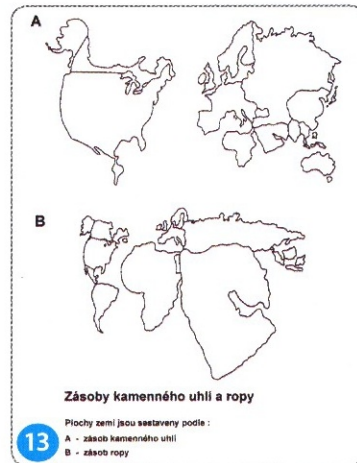 A
B
Zásoby kamenného uhlí a ropy
Plochy zemí jsou sestaveny podle :
13
A - zásob kamenného uhlí
B - zásob ropy